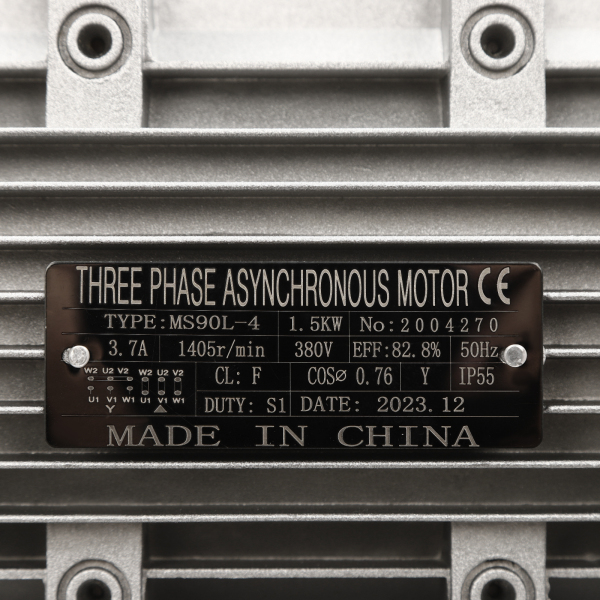 THREE PHASE ASYNCHRONOUS MOTOR CE
TYPE:MS90L-4 1.5KW No:2004270
3.7A 1405r/min 380V EFF:82.8% 50Hz
W2 U2 V2 W2 U2 V2
CL: F COSØ 0.76 Y IP55
U1 V1 W1 U1 V1 W1
Y △
DUTY: S1 DATE: 2023.12
MADE IN CHINA